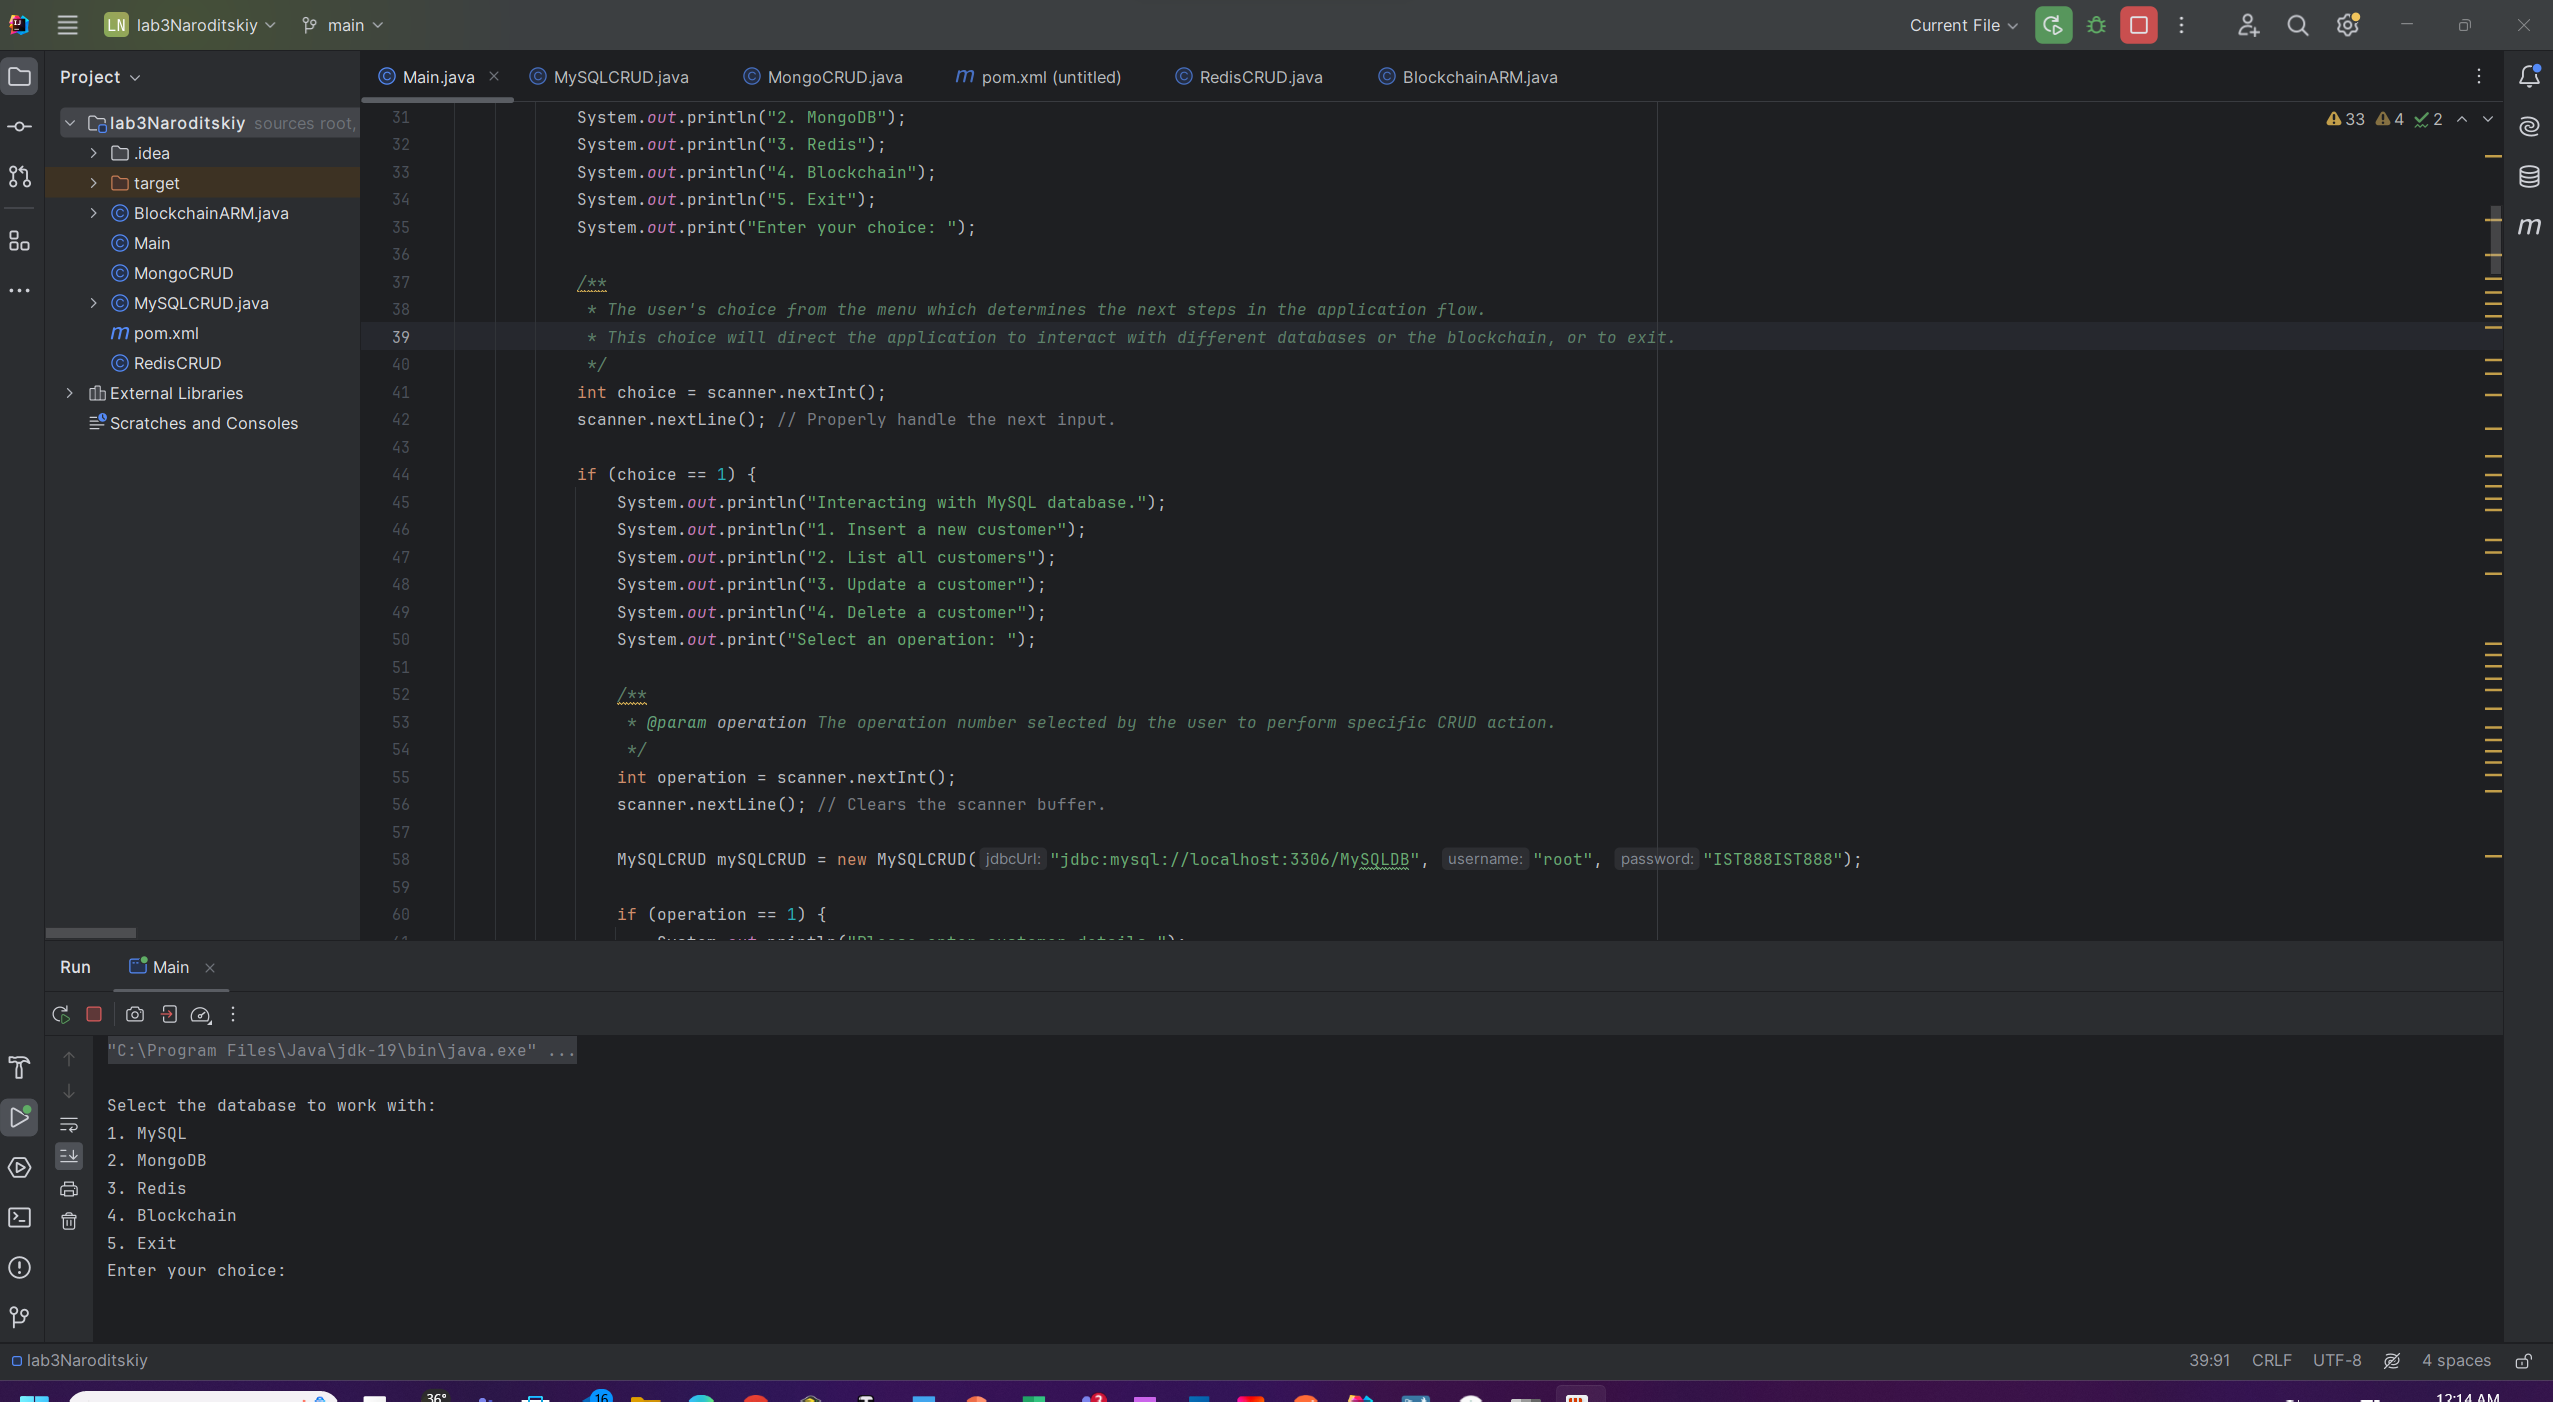 LN lab3Naroditskiy main Current File
Project
Main.java MySQLCRUD.java MongoCRUD.java pom.xml (untitled) RedisCRUD.java BlockchainARM.java
lab3Naroditskiy sources root,
.idea
target
BlockchainARM.java
Main
MongoCRUD
MySQLCRUD.java
pom.xml
RedisCRUD
External Libraries
Scratches and Consoles
33 4 2
31 System.out.println("2. MongoDB");
32 System.out.println("3. Redis");
33 System.out.println("4. Blockchain");
34 System.out.println("5. Exit");
35 System.out.print("Enter your choice: ");
36
37 /**
38 * The user's choice from the menu which determines the next steps in the application flow.
39 * This choice will direct the application to interact with different databases or the blockchain, or to exit.
40 */
41 int choice = scanner.nextInt();
42 scanner.nextLine(); // Properly handle the next input.
43
44 if (choice == 1) {
45 System.out.println("Interacting with MySQL database.");
46 System.out.println("1. Insert a new customer");
47 System.out.println("2. List all customers");
48 System.out.println("3. Update a customer");
49 System.out.println("4. Delete a customer");
50 System.out.print("Select an operation: ");
51
52 /**
53 * @param operation The operation number selected by the user to perform specific CRUD action.
54 */
55 int operation = scanner.nextInt();
56 scanner.nextLine(); // Clears the scanner buffer.
57
58 MySQLCRUD mySQLCRUD = new MySQLCRUD( jdbcUrl: "jdbc:mysql://localhost:3306/MySQLDB", username: "root", password: "IST888IST888");
59
60 if (operation == 1) {
61 System.out.println("Please enter customer details.");
Run Main
"C:\Program Files\Java\jdk-19\bin\java.exe" ...
Select the database to work with:
1. MySQL
2. MongoDB
3. Redis
4. Blockchain
5. Exit
Enter your choice:
lab3Naroditskiy 39:91 CRLF UTF-8 4 spaces
36° 16 2 12:14 AM